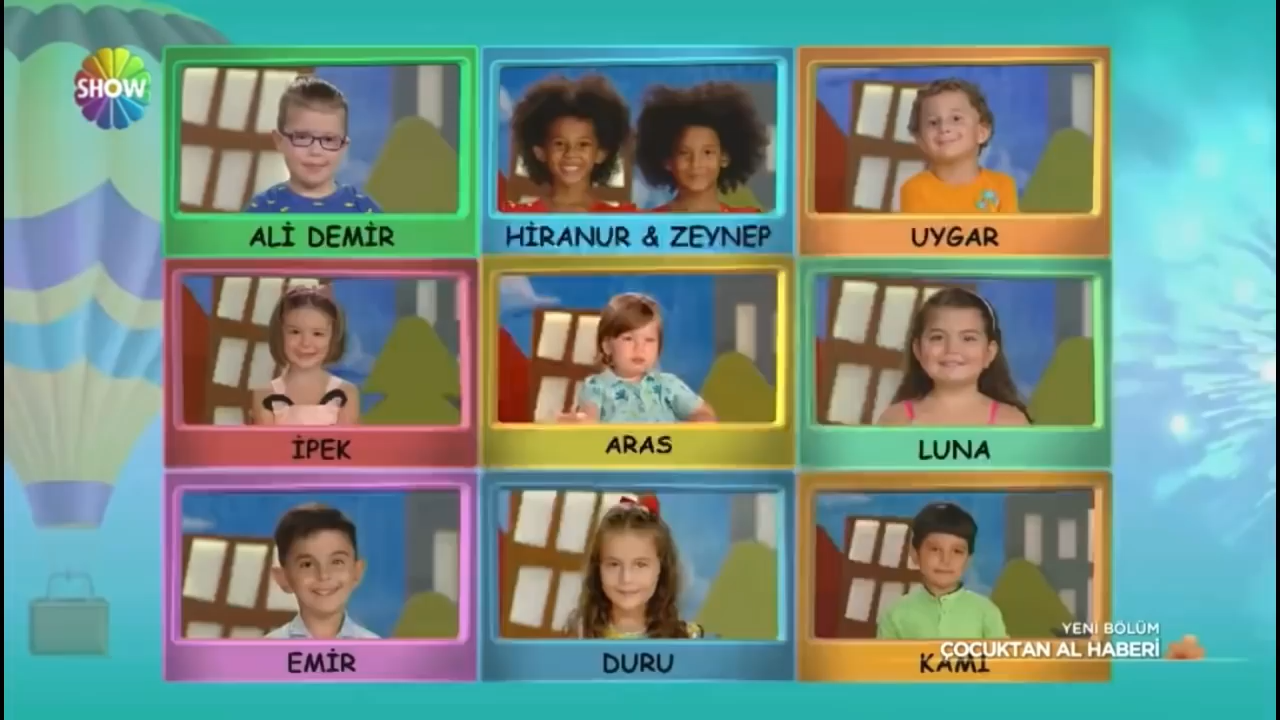 SHOW
ALİ DEMİR
HİRANUR & ZEYNEP
UYGAR
İPEK
ARAS
LUNA
EMİR
DURU
YENİ BÖLÜM
ÇOCUKTAN AL HABERİ